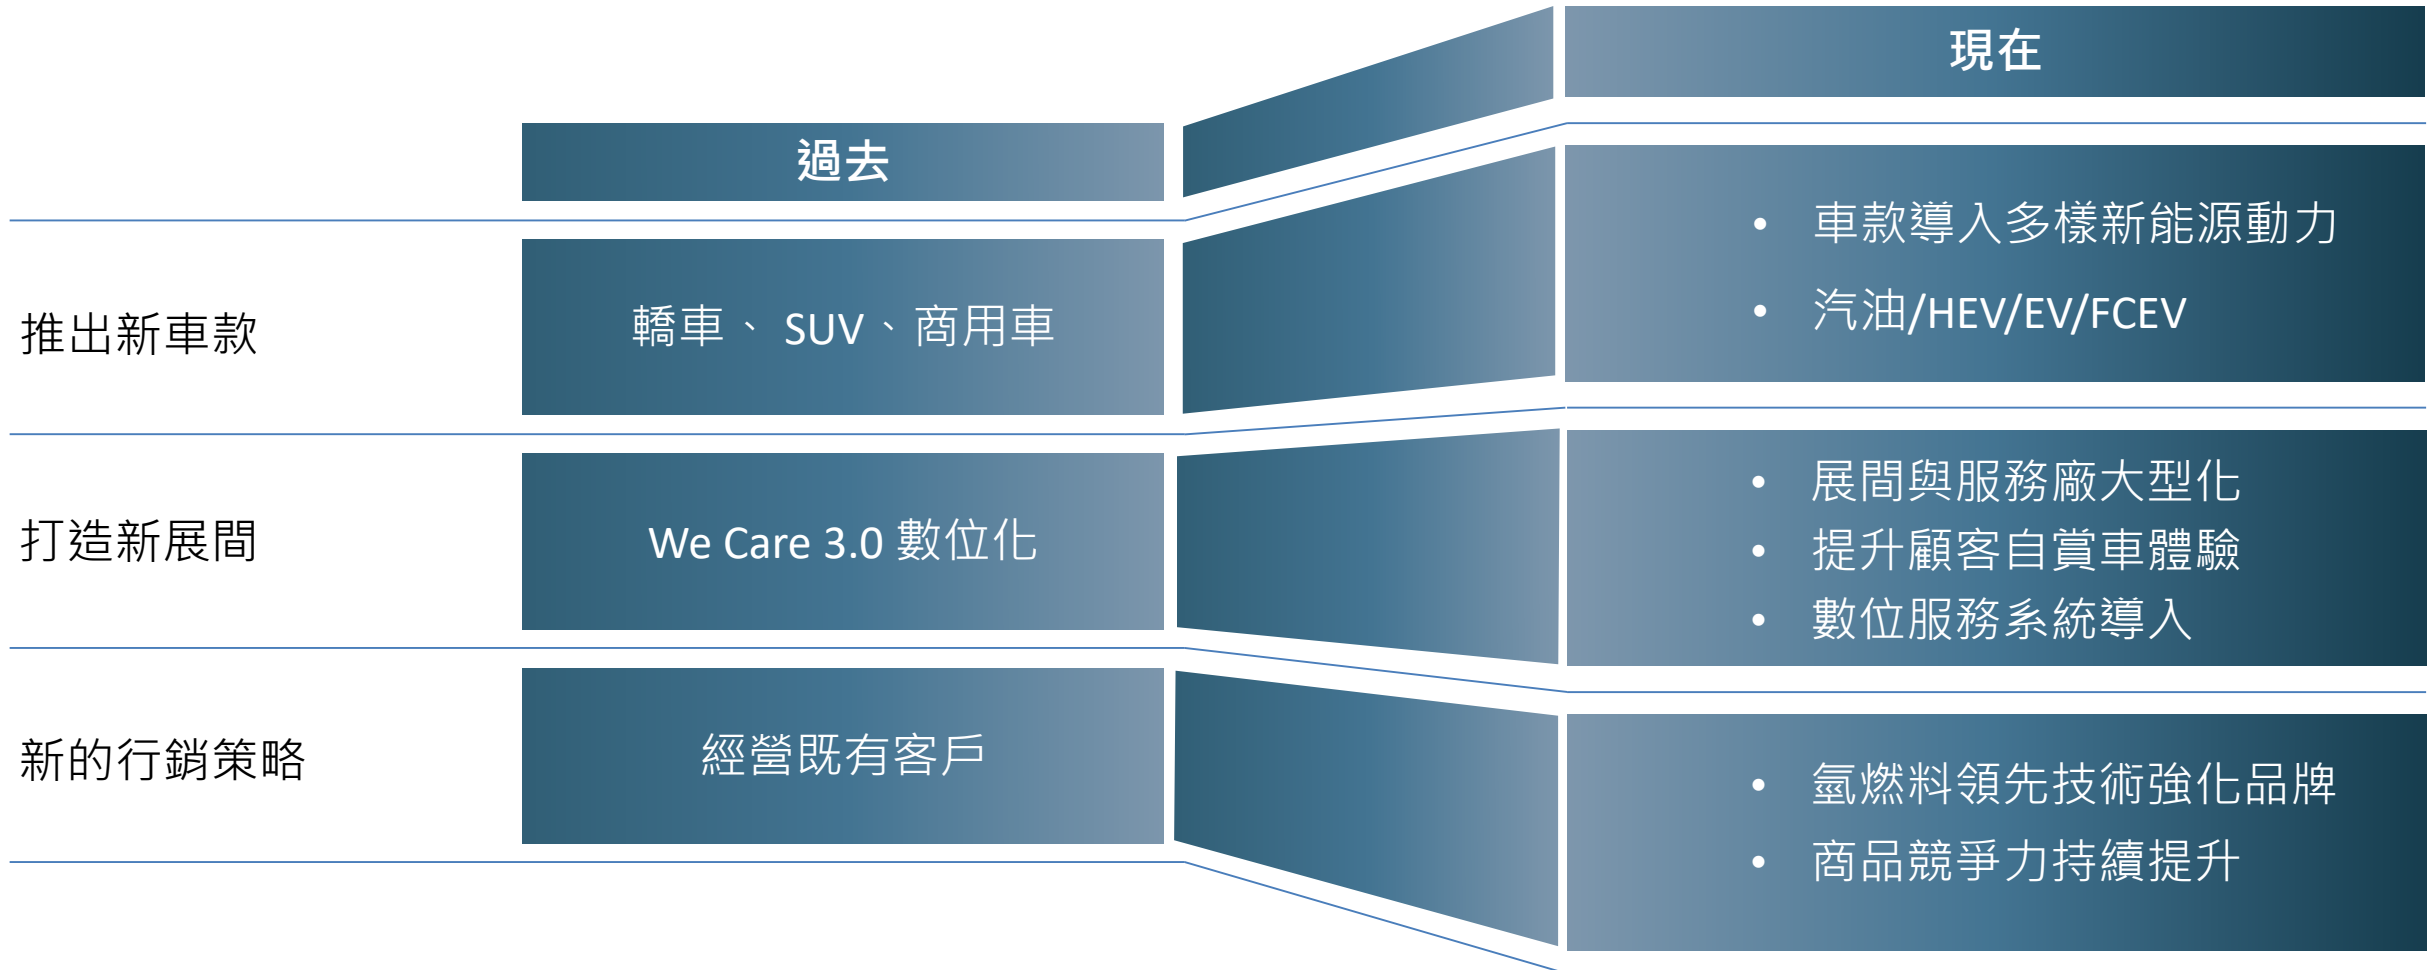 現在
過去
推出新車款
轎車、 SUV、商用車
• 車款導入多樣新能源動力
• 汽油/HEV/EV/FCEV
打造新展間
We Care 3.0 數位化
• 展間與服務廠大型化
• 提升顧客自賞車體驗
• 數位服務系統導入
新的行銷策略
經營既有客戶
• 氫燃料領先技術強化品牌
• 商品競爭力持續提升